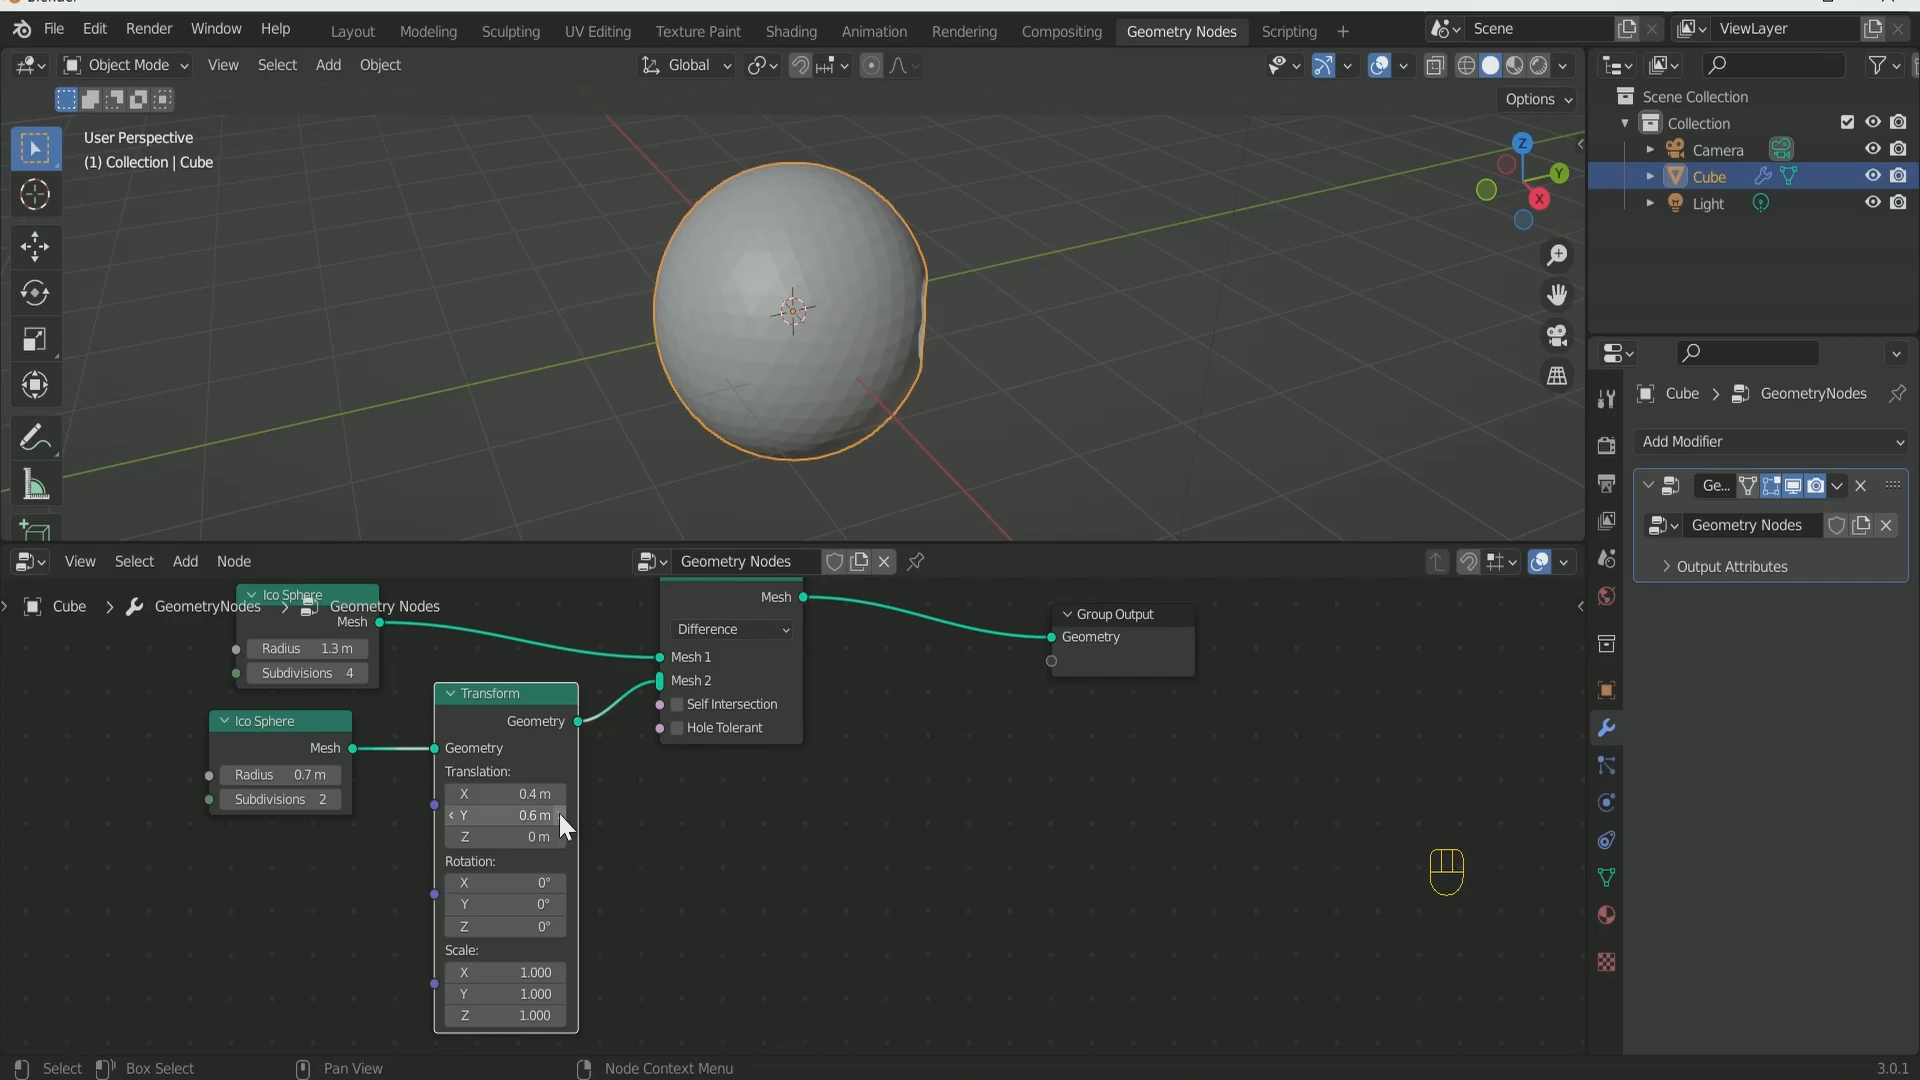 Blender
File Edit Render Window Help
Layout Modeling Sculpting UV Editing Texture Paint Shading Animation Rendering Compositing Geometry Nodes Scripting +
Scene
ViewLayer
Object Mode View Select Add Object
Global
Options
User Perspective
(1) Collection | Cube
Z
Y
X
Scene Collection
Collection
Camera
Cube
Light
Cube > GeometryNodes
Add Modifier
Ge...
Geometry Nodes
Output Attributes
View Select Add Node
Geometry Nodes
Cube > GeometryNodes > Geometry Nodes
Ico Sphere
Mesh
Radius 1.3 m
Subdivisions 4
Ico Sphere
Mesh
Radius 0.7 m
Subdivisions 2
Transform
Geometry
Geometry
Translation:
X 0.4 m
Y 0.6 m
Z 0 m
Rotation:
X 0°
Y 0°
Z 0°
Scale:
X 1.000
Y 1.000
Z 1.000
Mesh
Difference
Mesh 1
Mesh 2
Self Intersection
Hole Tolerant
Group Output
Geometry
Select Box Select Pan View Node Context Menu 3.0.1